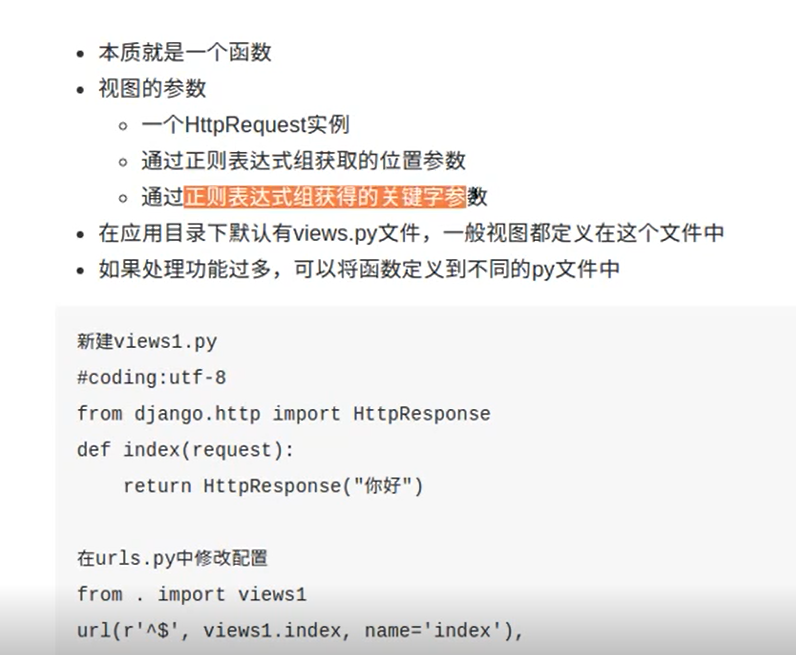 本质就是一个函数
视图的参数
一个HttpRequest实例
通过正则表达式组获取的位置参数
通过正则表达式组获得的关键字参数
在应用目录下默认有views.py文件，一般视图都定义在这个文件中
如果处理功能过多，可以将函数定义到不同的py文件中
新建views1.py
#coding:utf-8
from django.http import HttpResponse
def index(request):
    return HttpResponse("你好")
在urls.py中修改配置
from . import views1
url(r'^$', views1.index, name='index'),